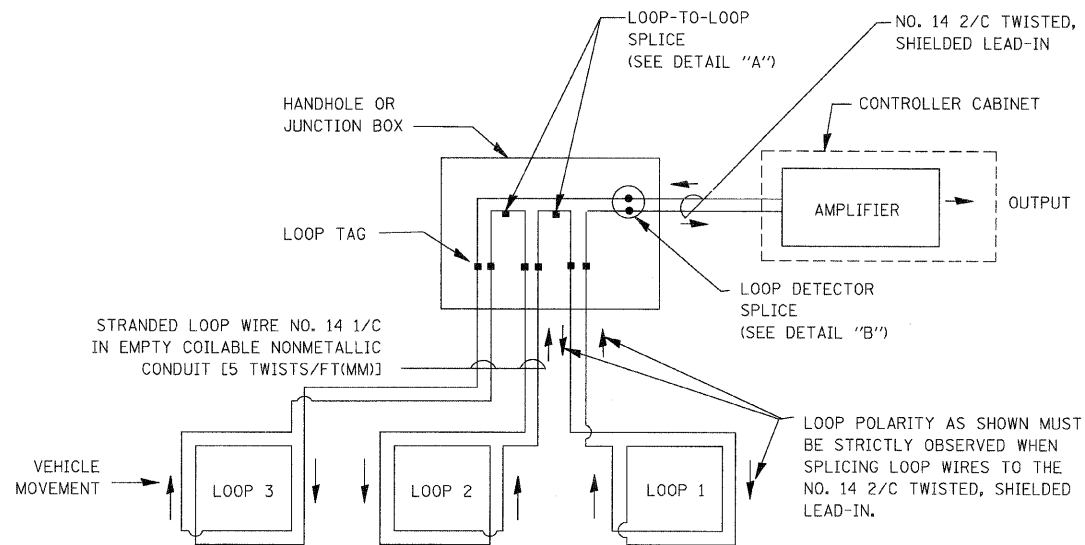 LOOP-TO-LOOP
SPLICE
(SEE DETAIL "A")
NO. 14 2/C TWISTED,
SHIELDED LEAD-IN
HANDHOLE OR
JUNCTION BOX
CONTROLLER CABINET
AMPLIFIER
OUTPUT
LOOP TAG
LOOP DETECTOR
SPLICE
(SEE DETAIL "B")
STRANDED LOOP WIRE NO. 14 1/C
IN EMPTY COILABLE NONMETALLIC
CONDUIT [5 TWISTS/FT(MM)]
LOOP POLARITY AS SHOWN MUST
BE STRICTLY OBSERVED WHEN
SPLICING LOOP WIRES TO THE
NO. 14 2/C TWISTED, SHIELDED
LEAD-IN.
VEHICLE
MOVEMENT
LOOP 3
LOOP 2
LOOP 1